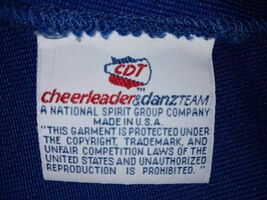 CDT
cheerleader&danzTEAM
A NATIONAL SPIRIT GROUP COMPANY
MADE IN U.S.A.
"THIS GARMENT IS PROTECTED UNDER
COPYRIGHT, TRADEMARK, AND
UNFAIR COMPETITION LAWS OF THE
UNITED STATES AND UNAUTHORIZED
REPRODUCTION IS PROHIBITED."